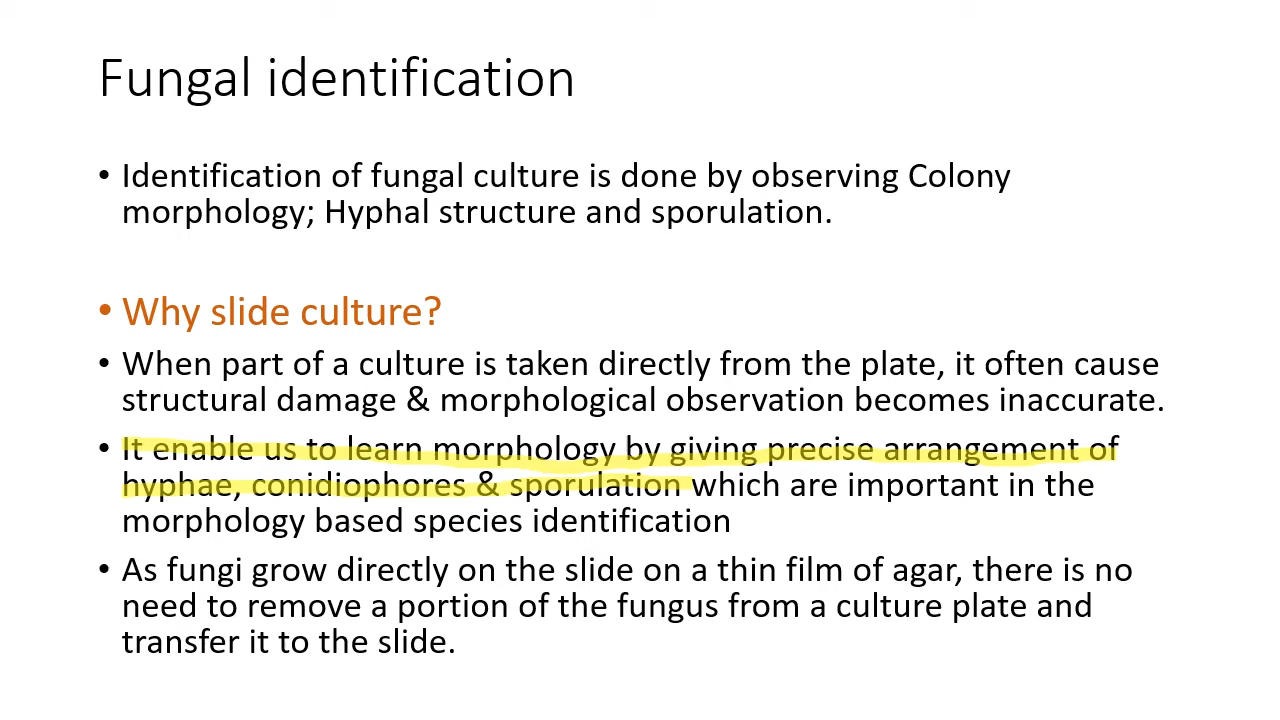 Fungal identification
• Identification of fungal culture is done by observing Colony
morphology; Hyphal structure and sporulation.
• Why slide culture?
• When part of a culture is taken directly from the plate, it often cause
structural damage & morphological observation becomes inaccurate.
• It enable us to learn morphology by giving precise arrangement of
hyphae, conidiophores & sporulation which are important in the
morphology based species identification
• As fungi grow directly on the slide on a thin film of agar, there is no
need to remove a portion of the fungus from a culture plate and
transfer it to the slide.